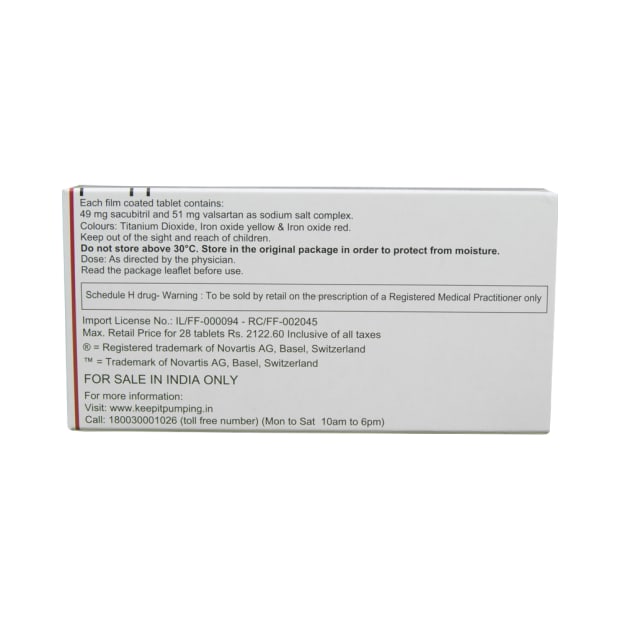 Each film coated tablet contains:
49 mg sacubitril and 51 mg valsartan as sodium salt complex.
Colours: Titanium Dioxide, Iron oxide yellow & Iron oxide red.
Keep out of the sight and reach of children.
Do not store above 30°C. Store in the original package in order to protect from moisture.
Dose: As directed by the physician.
Read the package leaflet before use.
Schedule H drug- Warning : To be sold by retail on the prescription of a Registered Medical Practitioner only
Import License No.: IL/FF-000094 - RC/FF-002045
Max. Retail Price for 28 tablets Rs. 2122.60 Inclusive of all taxes
® = Registered trademark of Novartis AG, Basel, Switzerland
™ = Trademark of Novartis AG, Basel, Switzerland
FOR SALE IN INDIA ONLY
For more information:
Visit: www.keepitpumping.in
Call: 180030001026 (toll free number) (Mon to Sat 10am to 6pm)